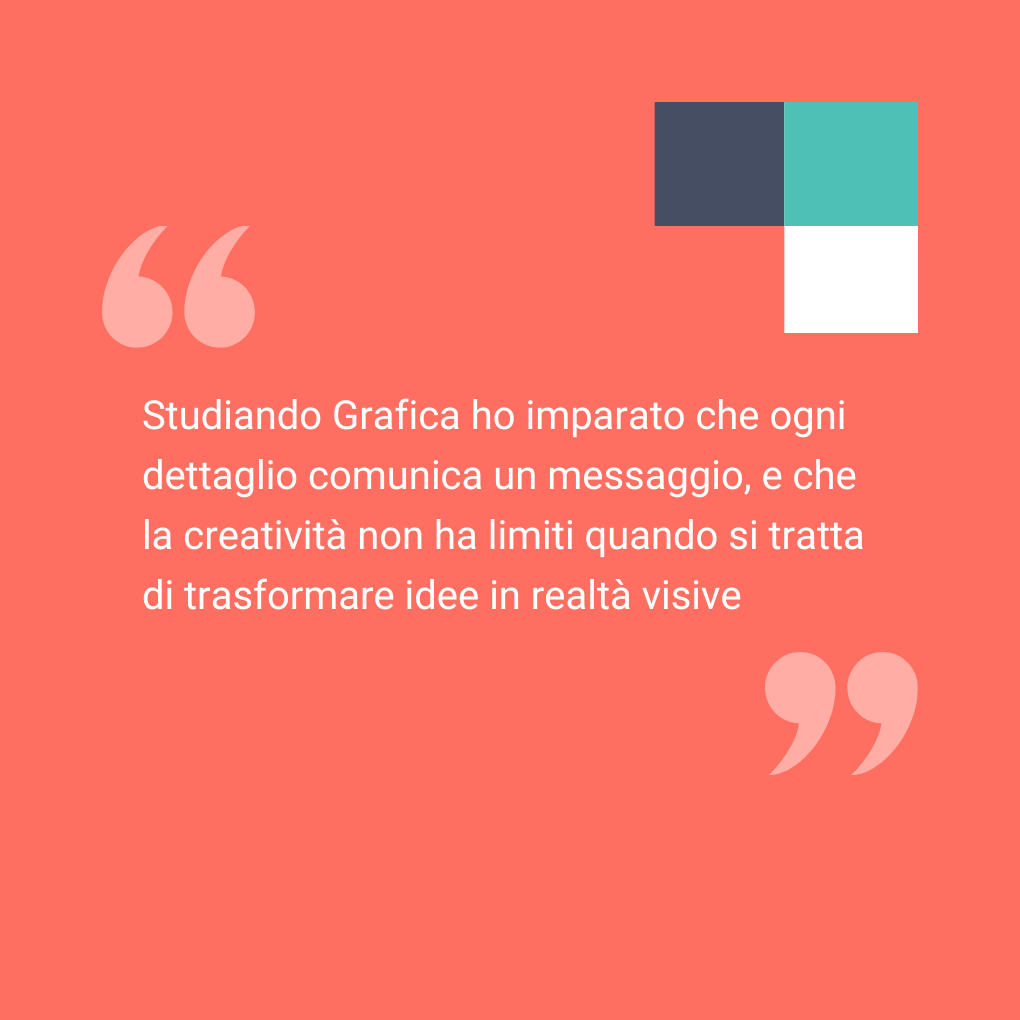 “
Studiando Grafica ho imparato che ogni
dettaglio comunica un messaggio, e che
la creatività non ha limiti quando si tratta
di trasformare idee in realtà visive
”